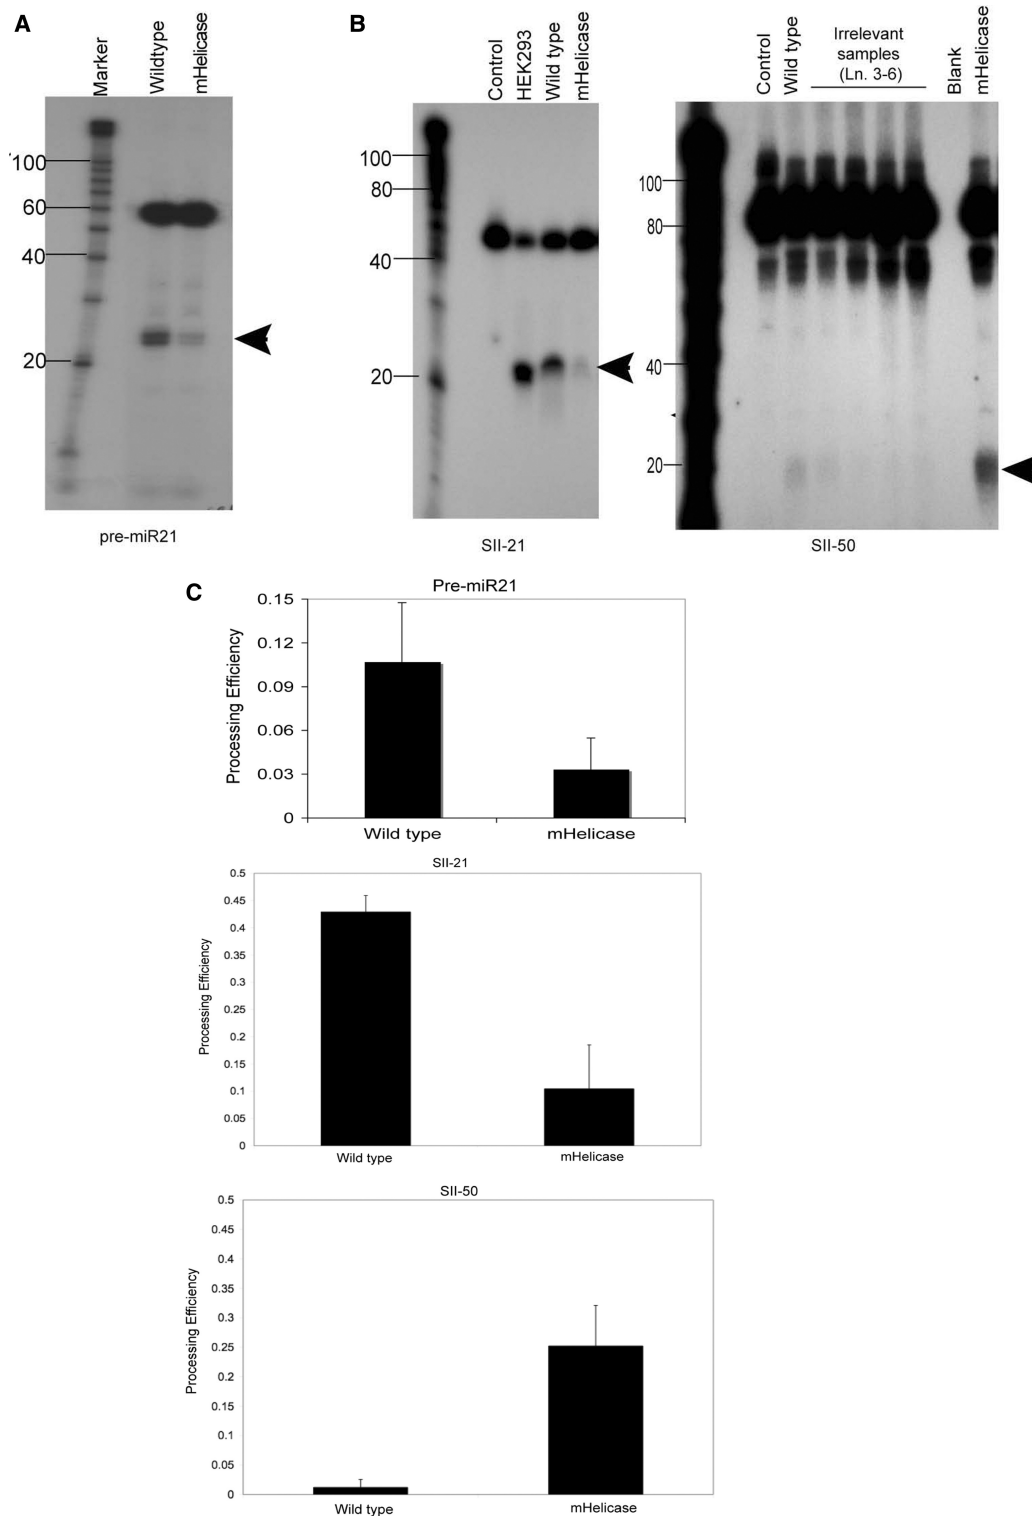 A
Marker
Wildtype
mHelicase
100
60
40
20
pre-miR21
B
Control
HEK293
Wild type
mHelicase
100
80
40
20
SII-21
Control
Wild type
Irrelevant
samples
(Ln. 3-6)
Blank
mHelicase
100
80
40
20
SII-50
C
Pre-miR21
Processing Efficiency
0.15
0.12
0.09
0.06
0.03
0
Wild type
mHelicase
SII-21
Processing Efficiency
0.5
0.45
0.4
0.35
0.3
0.25
0.2
0.15
0.1
0.05
0
Wild type
mHelicase
SII-50
Processing Efficiency
0.5
0.45
0.4
0.35
0.3
0.25
0.2
0.15
0.1
0.05
0
Wild type
mHelicase